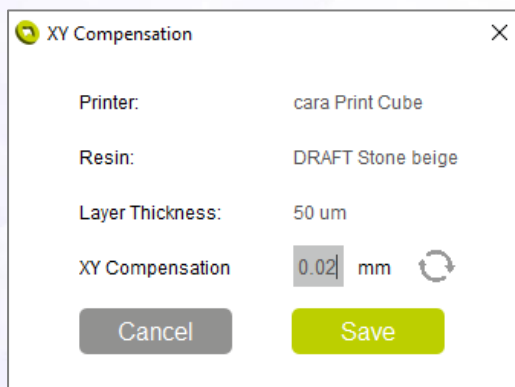 XY Compensation
Printer: cara Print Cube
Resin: DRAFT Stone beige
Layer Thickness: 50 um
XY Compensation 0.02 mm
Cancel Save